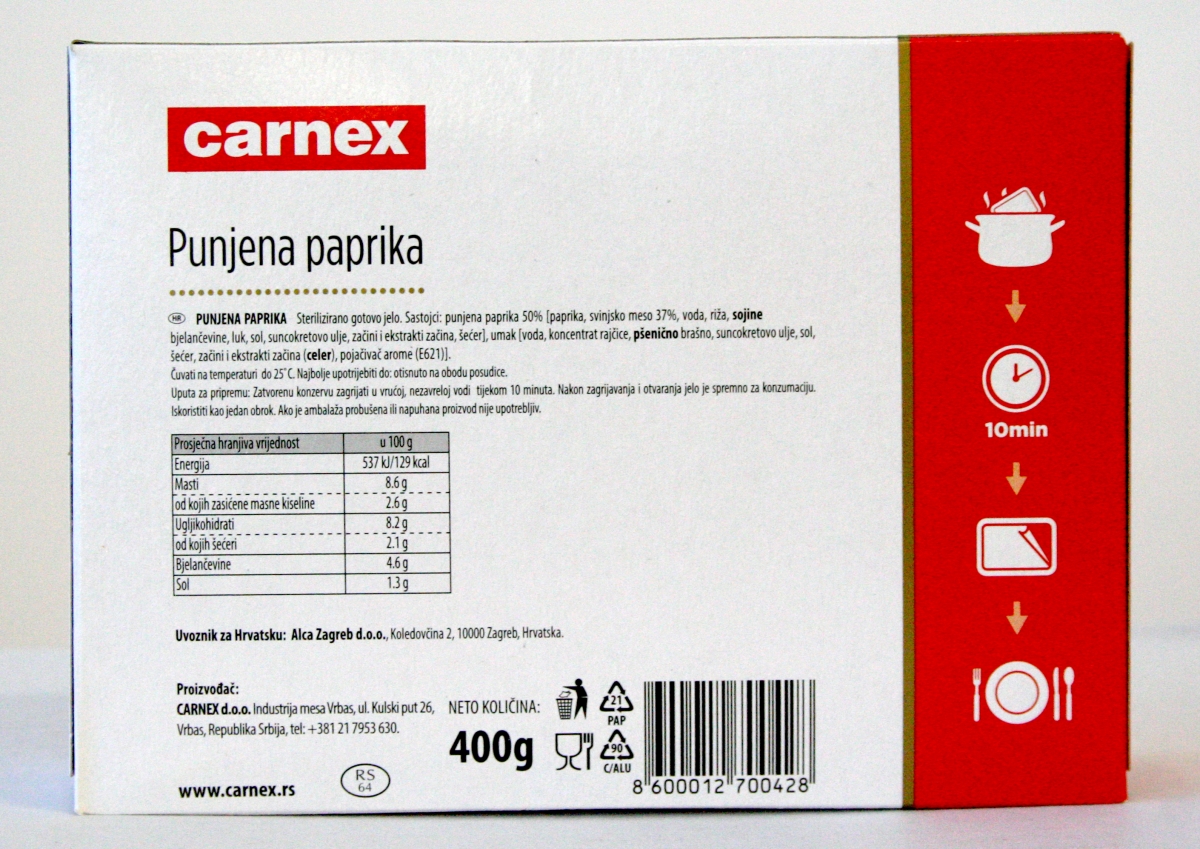 carnex
Punjena paprika
HR PUNJENA PAPRIKA Sterilizirano gotovo jelo. Sastojci: punjena paprika 50% [paprika, svinjsko meso 37%, voda, riža, sojine
bjelančevine, luk, sol, suncokretovo ulje, začini i ekstrakti začina, šećer], umak [voda, koncentrat rajčice, pšenično brašno, suncokretovo ulje, sol,
šećer, začini i ekstrakti začina (celer), pojačivač arome (E621)].
Čuvati na temperaturi do 25°C. Najbolje upotrijebiti do: otisnuto na obodu posudice.
Uputa za pripremu: Zatvorenu konzervu zagrijati u vrućoj, nezavreloj vodi tijekom 10 minuta. Nakon zagrijavanja i otvaranja jelo je spremno za konzumaciju.
Iskoristiti kao jedan obrok. Ako je ambalaža probušena ili napuhana proizvod nije upotrebljiv.
Prosječna hranjiva vrijednost u 100 g
Energija 537 kJ/129 kcal
Masti 8.6 g
od kojih zasićene masne kiseline 2.6 g
Ugljikohidrati 8.2 g
od kojih šećeri 2.1 g
Bjelančevine 4.6 g
Sol 1.3 g
Uvoznik za Hrvatsku: Alca Zagreb d.o.o., Koledovčina 2, 10000 Zagreb, Hrvatska.
Proizvođač:
CARNEX d.o.o. Industrija mesa Vrbas, ul. Kulski put 26,
Vrbas, Republika Srbija, tel: +381 21 7953 630.
www.carnex.rs
RS
64
NETO KOLIČINA:
400g
21
PAP
90
C/ALU
8 600012 700428
10min